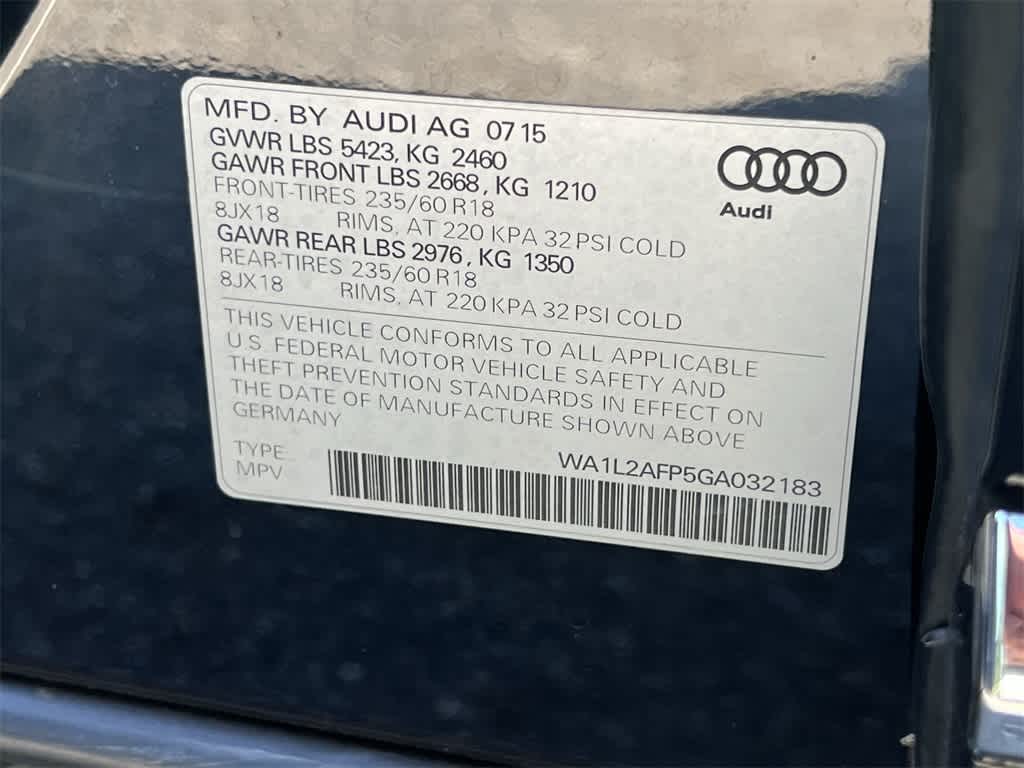 MFD. BY AUDI AG 07 15
GVWR LBS 5423, KG 2460
GAWR FRONT LBS 2668, KG 1210
FRONT-TIRES 235/60 R18
8JX18 RIMS, AT 220 KPA 32 PSI COLD
GAWR REAR LBS 2976, KG 1350
REAR-TIRES 235/60 R18
8JX18 RIMS, AT 220 KPA 32 PSI COLD
Audi
THIS VEHICLE CONFORMS TO ALL APPLICABLE
U.S. FEDERAL MOTOR VEHICLE SAFETY AND
THEFT PREVENTION STANDARDS IN EFFECT ON
THE DATE OF MANUFACTURE SHOWN ABOVE
GERMANY
TYPE
MPV
WA1L2AFP5GA032183